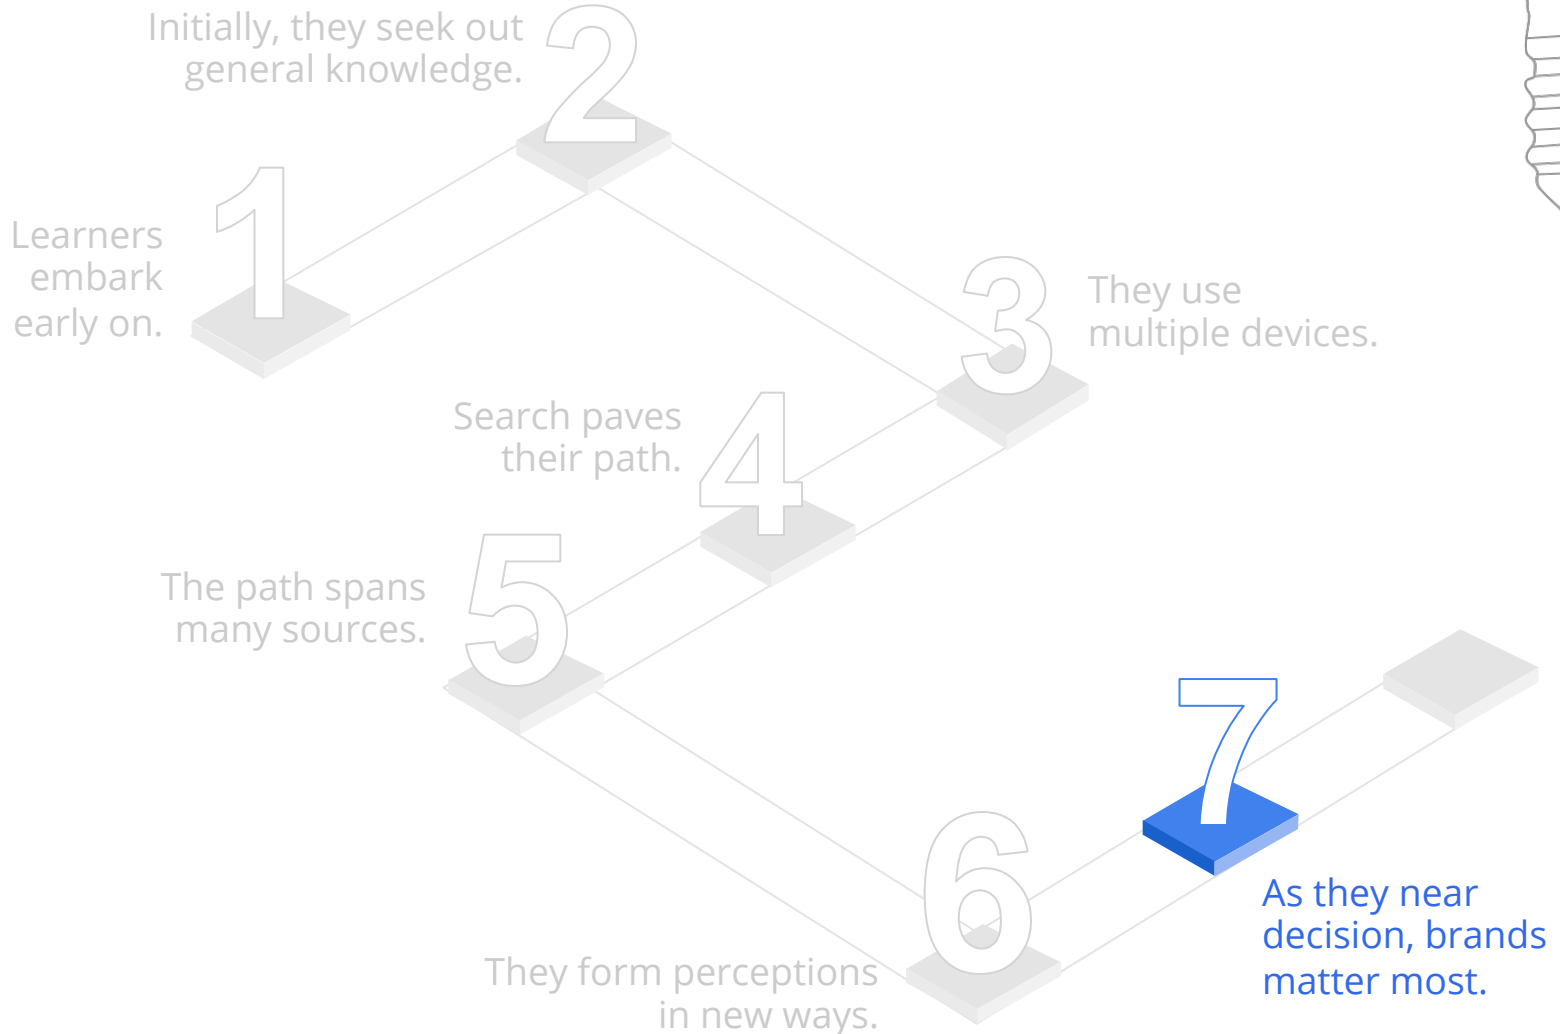 Initially, they seek out
general knowledge.
2
1
Learners
embark
early on.
3
They use
multiple devices.
Search paves
their path.
4
5
The path spans
many sources.
7
As they near
decision, brands
matter most.
6
They form perceptions
in new ways.